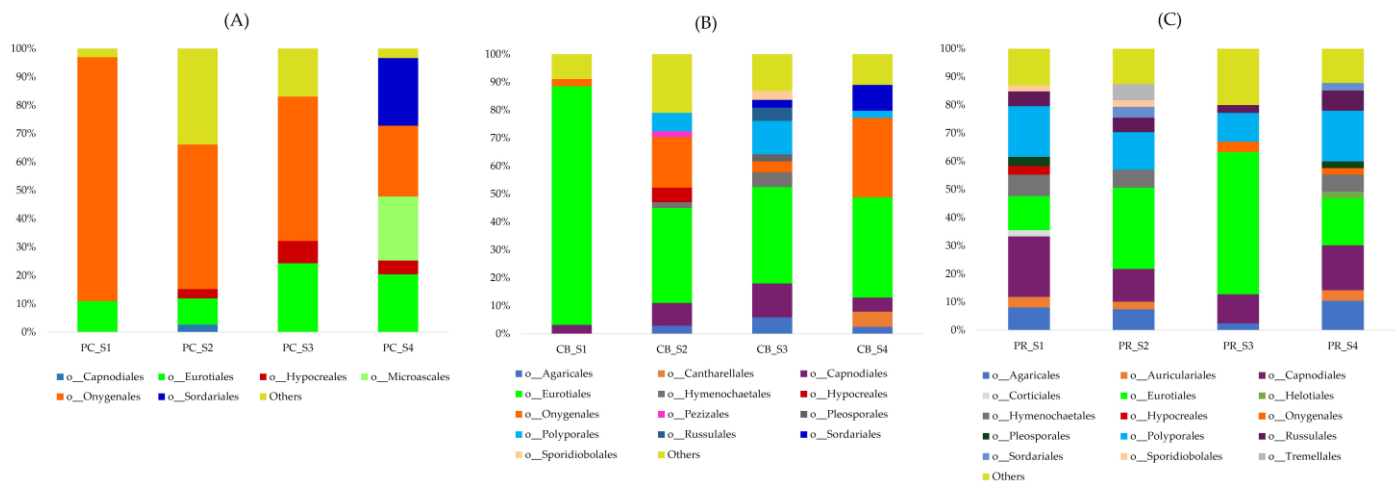 (A)
100%
90%
80%
70%
60%
50%
40%
30%
20%
10%
0%
PC_S1 PC_S2 PC_S3 PC_S4
o__Capnodiales o__Eurotiales o__Hypocreales o__Microascales
o__Onygenales o__Sordariales Others
(B)
100%
90%
80%
70%
60%
50%
40%
30%
20%
10%
0%
CB_S1 CB_S2 CB_S3 CB_S4
o__Agaricales o__Cantharellales o__Capnodiales
o__Eurotiales o__Hymenochaetales o__Hypocreales
o__Onygenales o__Pezizales o__Pleosporales
o__Polyporales o__Russulales o__Sordariales
o__Sporidiobolales Others
(C)
100%
90%
80%
70%
60%
50%
40%
30%
20%
10%
0%
PR_S1 PR_S2 PR_S3 PR_S4
o__Agaricales o__Auriculariales o__Capnodiales
o__Corticiales o__Eurotiales o__Helotiales
o__Hymenochaetales o__Hypocreales o__Onygenales
o__Pleosporales o__Polyporales o__Russulales
o__Sordariales o__Sporidiobolales o__Tremellales
Others